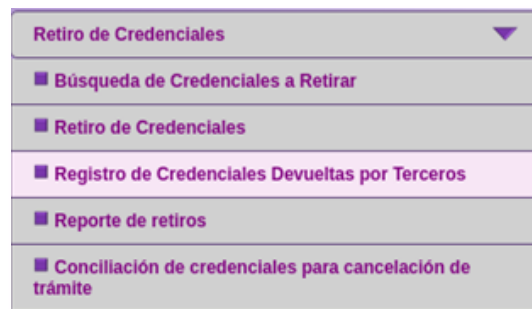 Retiro de Credenciales
Búsqueda de Credenciales a Retirar
Retiro de Credenciales
Registro de Credenciales Devueltas por Terceros
Reporte de retiros
Conciliación de credenciales para cancelación de
trámite